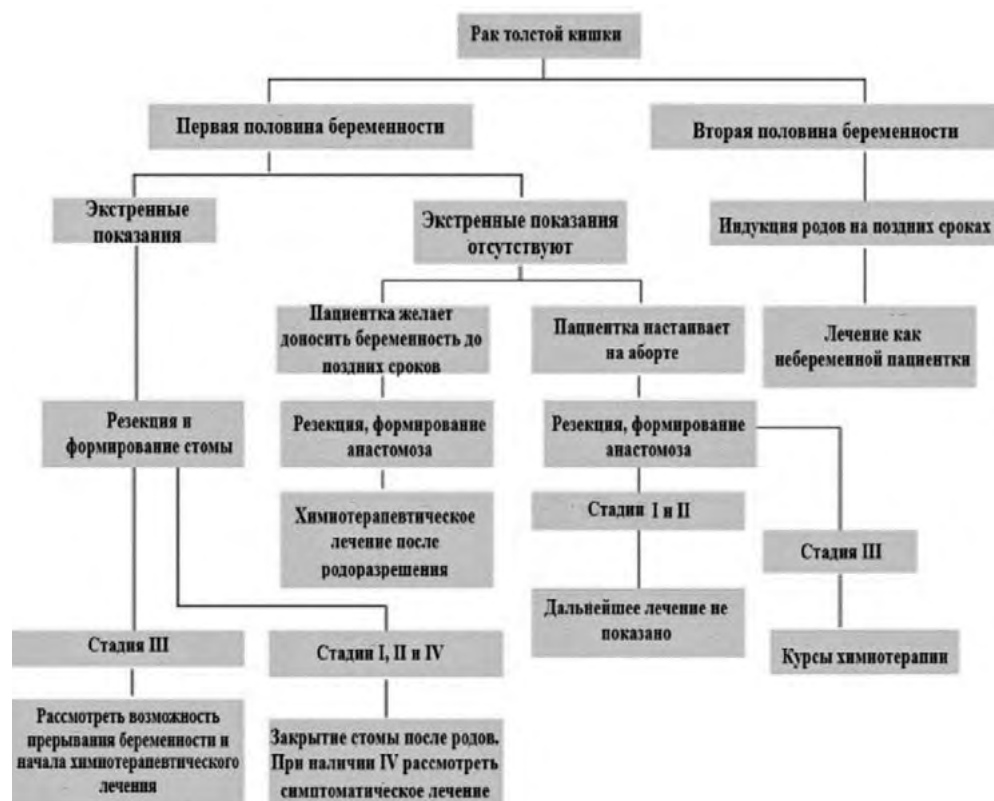 Рак толстой кишки
Первая половина беременности
Вторая половина беременности
Экстренные
показания
Экстренные показания
отсутствуют
Индукция родов на поздних сроках
Пациентка желает
доносить беременность до
поздних сроков
Пациентка настаивает
на аборте
Лечение как
небеременной пациентки
Резекция и
формирование стомы
Резекция, формирование
анастомоза
Резекция, формирование
анастомоза
Химиотерапевтическое
лечение после
родоразрешения
Стадии I и II
Стадия III
Дальнейшее лечение не
показано
Курсы химиотерапии
Стадия III
Стадии I, II и IV
Рассмотреть возможность
прерывания беременности и
начала химиотерапевтического
лечения
Закрытие стомы после родов.
При наличии IV рассмотреть
симптоматическое лечение